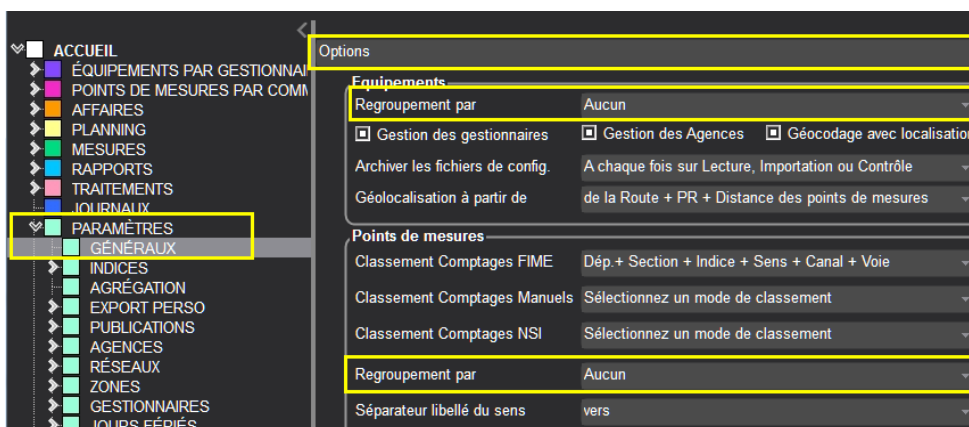 ACCUEIL
ÉQUIPEMENTS PAR GESTIONNAI
POINTS DE MESURES PAR COMM
AFFAIRES
PLANNING
MESURES
RAPPORTS
TRAITEMENTS
JOURNAUX
PARAMÈTRES
GÉNÉRAUX
INDICES
AGRÉGATION
EXPORT PERSO
PUBLICATIONS
AGENCES
RÉSEAUX
ZONES
GESTIONNAIRES
JOURS FÉRIÉS
Options
Equipements
Regroupement par Aucun
Gestion des gestionnaires Gestion des Agences Géocodage avec localisation
Archiver les fichiers de config. A chaque fois sur Lecture, Importation ou Contrôle
Géolocalisation à partir de de la Route + PR + Distance des points de mesures
Points de mesures
Classement Comptages FIME Dép.+ Section + Indice + Sens + Canal + Voie
Classement Comptages Manuels Sélectionnez un mode de classement
Classement Comptages NSI Sélectionnez un mode de classement
Regroupement par Aucun
Séparateur libellé du sens vers